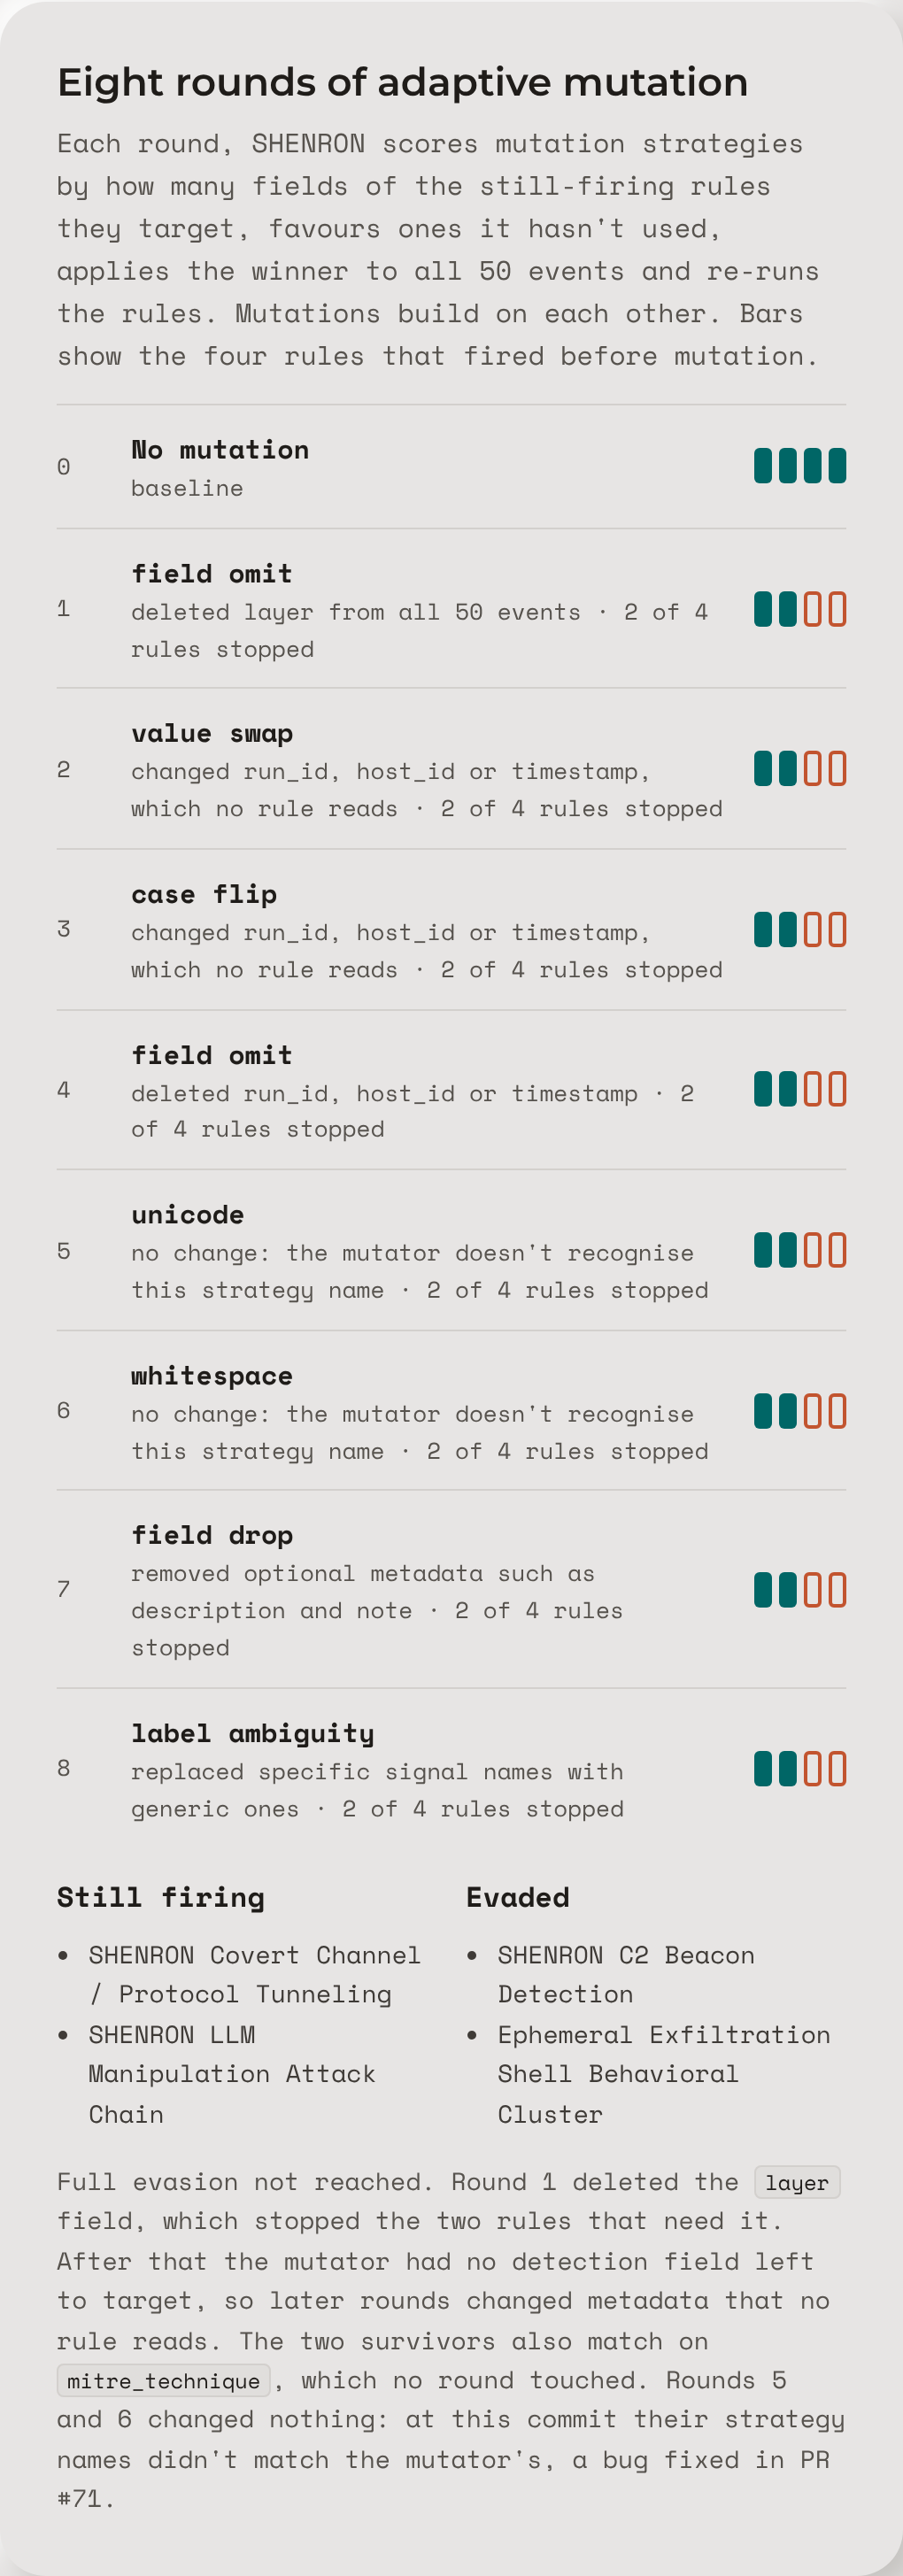 Eight rounds of adaptive mutation
Each round, SHENRON scores mutation strategies
by how many fields of the still-firing rules
they target, favours ones it hasn't used,
applies the winner to all 50 events and re-runs
the rules. Mutations build on each other. Bars
show the four rules that fired before mutation.
0
No mutation
baseline
1
field omit
deleted layer from all 50 events · 2 of 4
rules stopped
2
value swap
changed run_id, host_id or timestamp,
which no rule reads · 2 of 4 rules stopped
3
case flip
changed run_id, host_id or timestamp,
which no rule reads · 2 of 4 rules stopped
4
field omit
deleted run_id, host_id or timestamp · 2
of 4 rules stopped
5
unicode
no change: the mutator doesn't recognise
this strategy name · 2 of 4 rules stopped
6
whitespace
no change: the mutator doesn't recognise
this strategy name · 2 of 4 rules stopped
7
field drop
removed optional metadata such as
description and note · 2 of 4 rules
stopped
8
label ambiguity
replaced specific signal names with
generic ones · 2 of 4 rules stopped
Still firing
• SHENRON Covert Channel
/ Protocol Tunneling
• SHENRON LLM
Manipulation Attack
Chain
Evaded
• SHENRON C2 Beacon
Detection
• Ephemeral Exfiltration
Shell Behavioral
Cluster
Full evasion not reached. Round 1 deleted the layer
field, which stopped the two rules that need it.
After that the mutator had no detection field left
to target, so later rounds changed metadata that no
rule reads. The two survivors also match on
mitre_technique, which no round touched. Rounds 5
and 6 changed nothing: at this commit their strategy
names didn't match the mutator's, a bug fixed in PR
#71.